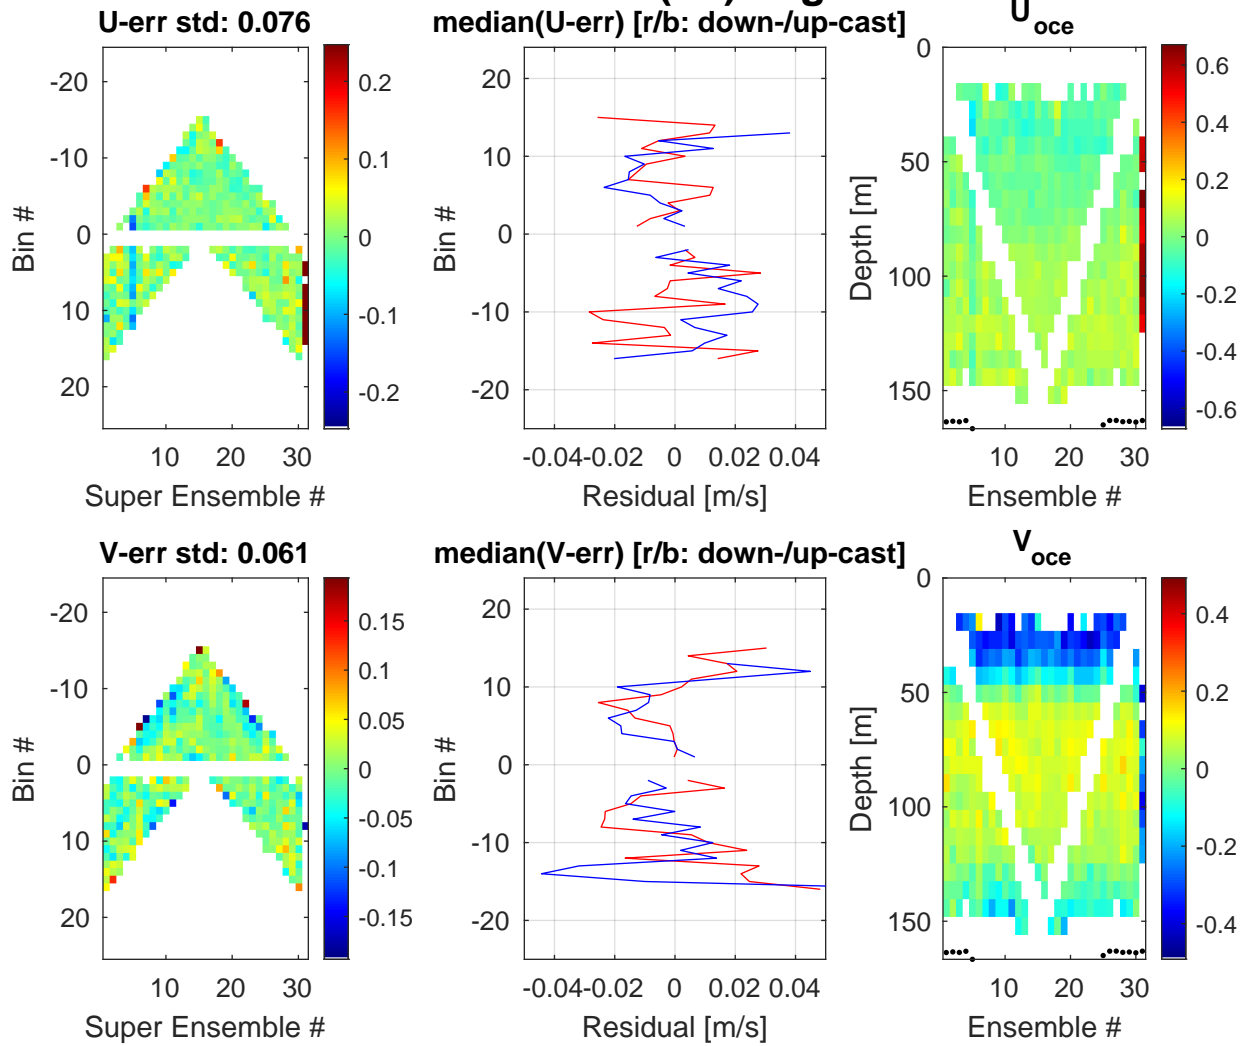 U-err std: 0.076
median(U-err) [r/b: down-/up-cast]
U_oce
-20
-10
0
10
20
Bin #
10 20 30
Super Ensemble #
0.2
0.1
0
-0.1
-0.2
20
10
0
-10
-20
Bin #
-0.04 -0.02 0 0.02 0.04
Residual [m/s]
0
50
100
150
Depth [m]
10 20 30
Ensemble #
0.6
0.4
0.2
0
-0.2
-0.4
-0.6
V-err std: 0.061
median(V-err) [r/b: down-/up-cast]
V_oce
-20
-10
0
10
20
Bin #
10 20 30
Super Ensemble #
0.15
0.1
0.05
0
-0.05
-0.1
-0.15
20
10
0
-10
-20
Bin #
-0.04 -0.02 0 0.02 0.04
Residual [m/s]
0
50
100
150
Depth [m]
10 20 30
Ensemble #
0.4
0.2
0
-0.2
-0.4